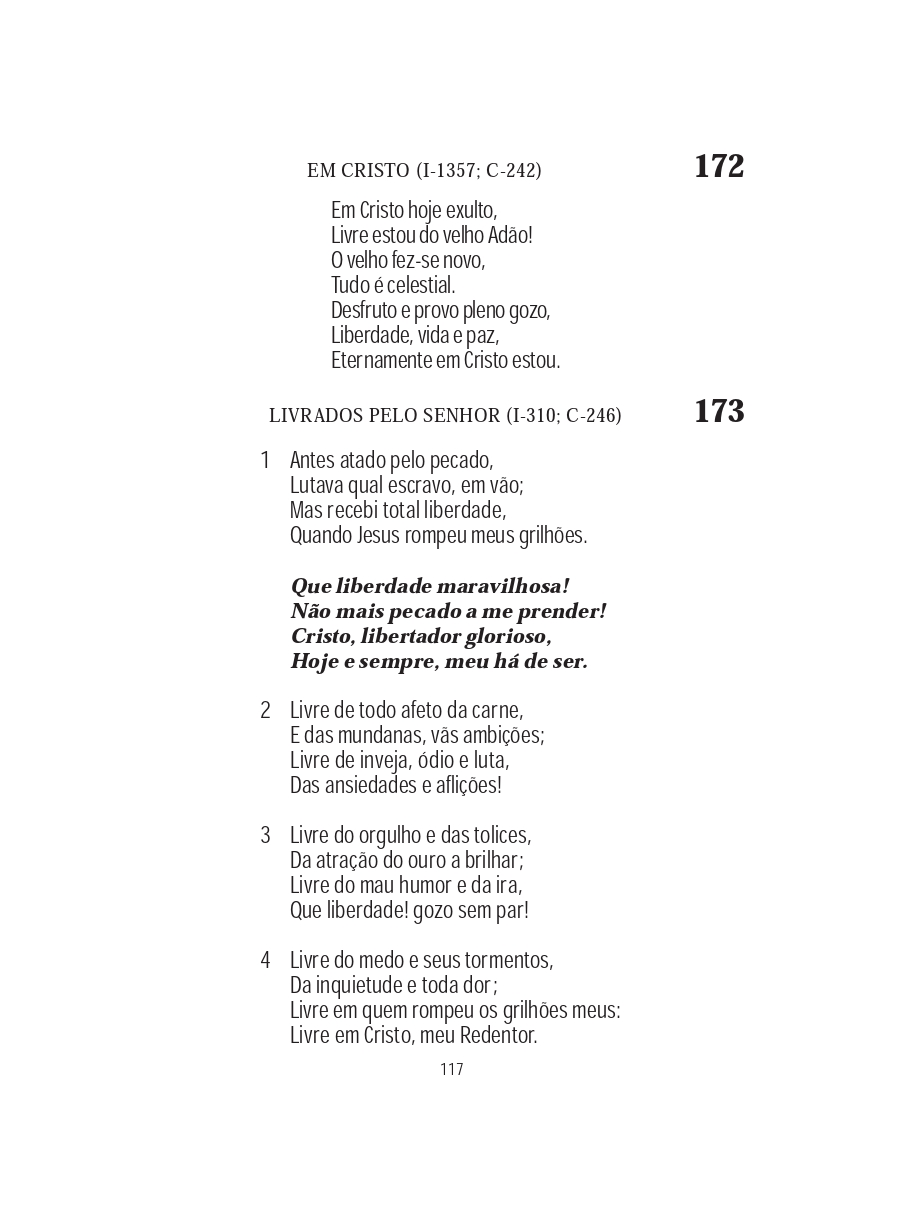 EM CRISTO (I-1357; C-242) 172
Em Cristo hoje exulto,
Livre estou do velho Adão!
O velho fez-se novo,
Tudo é celestial.
Desfruto e provo pleno gozo,
Liberdade, vida e paz,
Eternamente em Cristo estou.
LIVRADOS PELO SENHOR (I-310; C-246) 173
1 Antes atado pelo pecado,
Lutava qual escravo, em vão;
Mas recebi total liberdade,
Quando Jesus rompeu meus grilhões.
Que liberdade maravilhosa!
Não mais pecado a me prender!
Cristo, libertador glorioso,
Hoje e sempre, meu há de ser.
2 Livre de todo afeto da carne,
E das mundanas, vãs ambições;
Livre de inveja, ódio e luta,
Das ansiedades e aflições!
3 Livre do orgulho e das tolices,
Da atração do ouro a brilhar;
Livre do mau humor e da ira,
Que liberdade! gozo sem par!
4 Livre do medo e seus tormentos,
Da inquietude e toda dor;
Livre em quem rompeu os grilhões meus:
Livre em Cristo, meu Redentor.
117